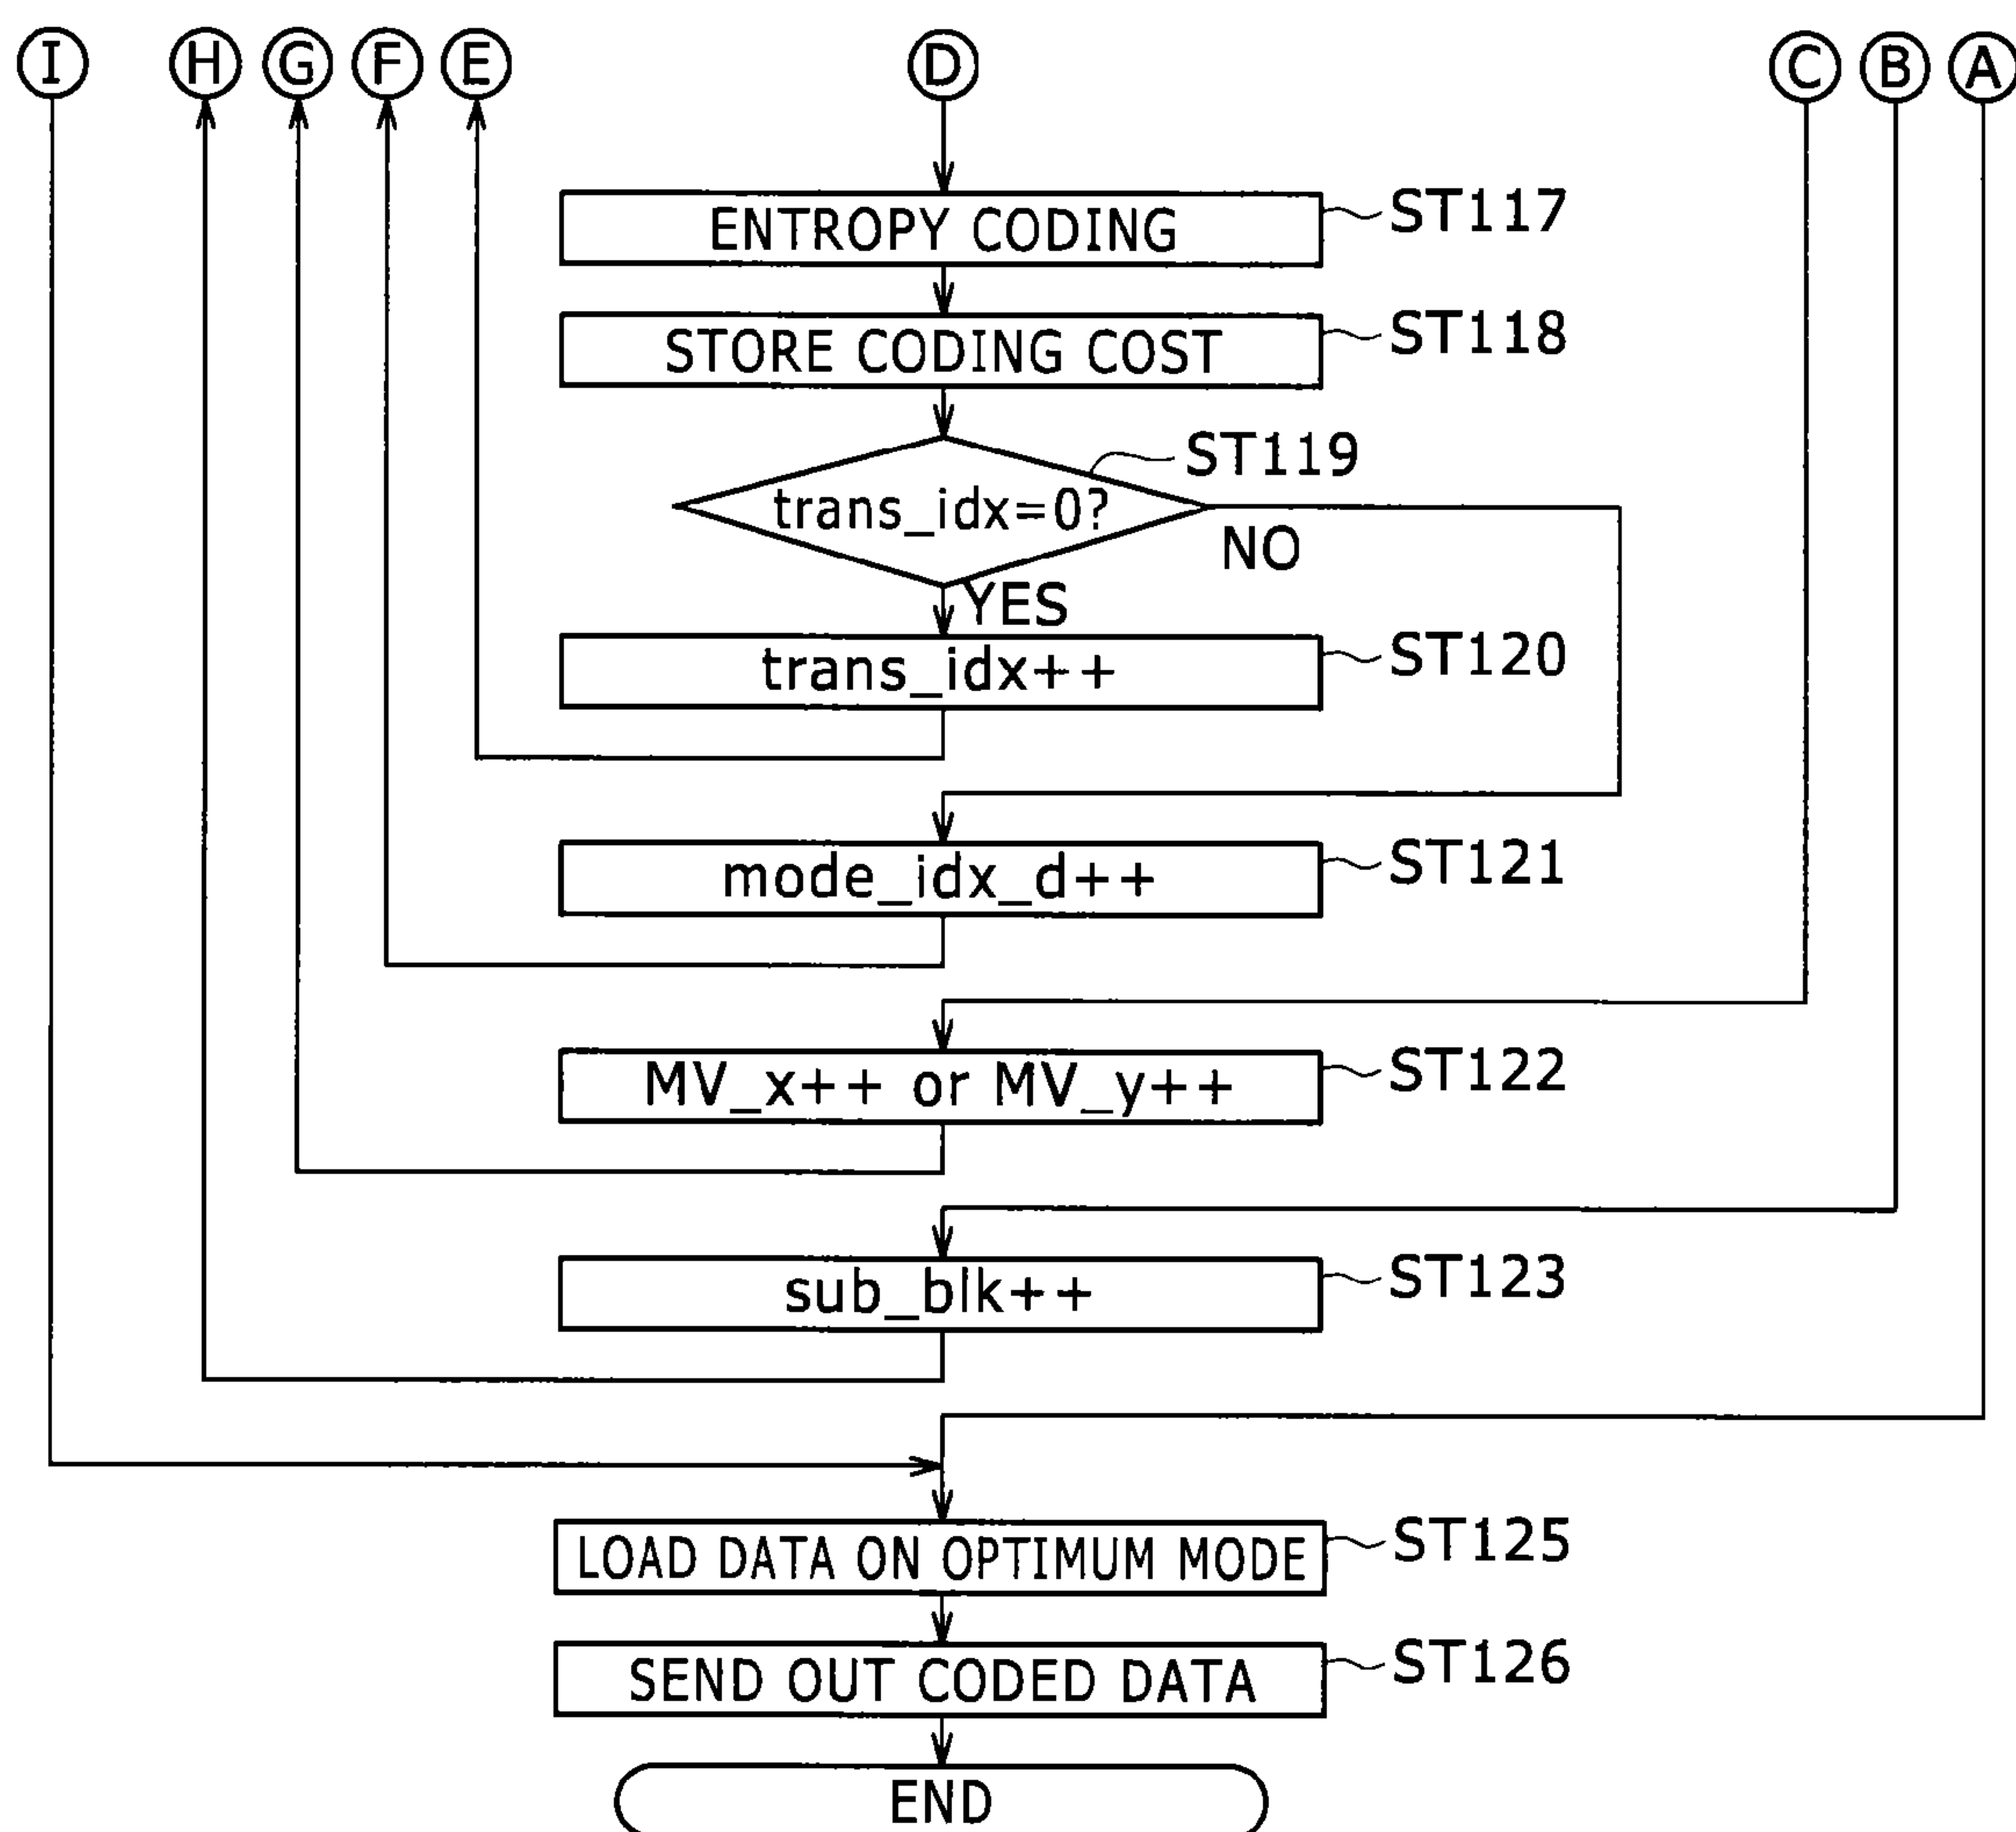 I H G F E D C B A
ENTROPY CODING ST117
STORE CODING COST ST118
ST119
trans_idx=0?
NO
YES
trans_idx++ ST120
mode_idx_d++ ST121
MV_x++ or MV_y++ ST122
sub_blk++ ST123
LOAD DATA ON OPTIMUM MODE ST125
SEND OUT CODED DATA ST126
END